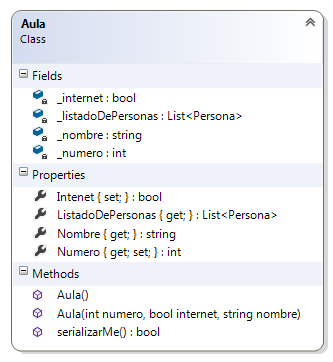 Aula
Class
Fields
_internet : bool
_listadoDePersonas : List<Persona>
_nombre : string
_numero : int
Properties
Intenet { set; } : bool
ListadoDePersonas { get; } : List<Persona>
Nombre { get; } : string
Numero { get; set; } : int
Methods
Aula()
Aula(int numero, bool internet, string nombre)
serializarMe() : bool